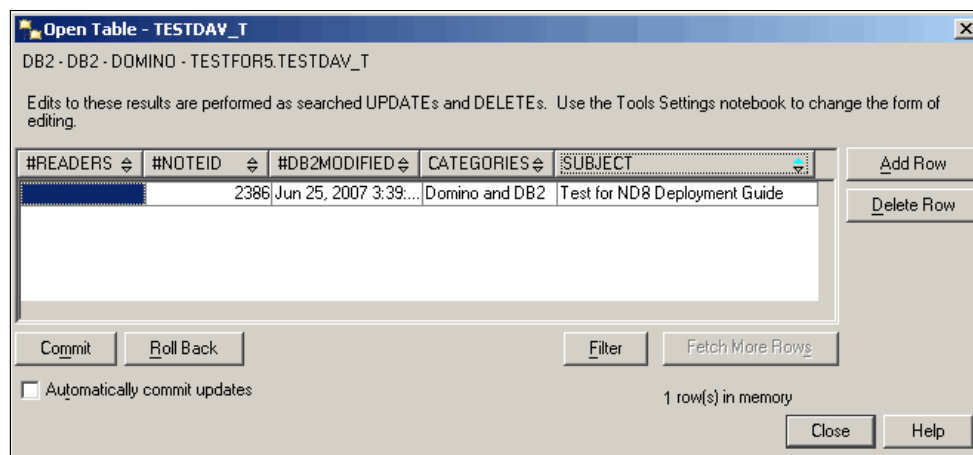 Open Table - TESTDAV_T
DB2 - DB2 - DOMINO - TESTFOR5.TESTDAV_T
Edits to these results are performed as searched UPDATEs and DELETEs. Use the Tools Settings notebook to change the form of
editing.
#READERS #NOTEID #DB2MODIFIED CATEGORIES SUBJECT
2386 Jun 25, 2007 3:39:... Domino and DB2 Test for ND8 Deployment Guide
Add Row
Delete Row
Commit Roll Back Filter Fetch More Rows
Automatically commit updates
1 row(s) in memory
Close Help